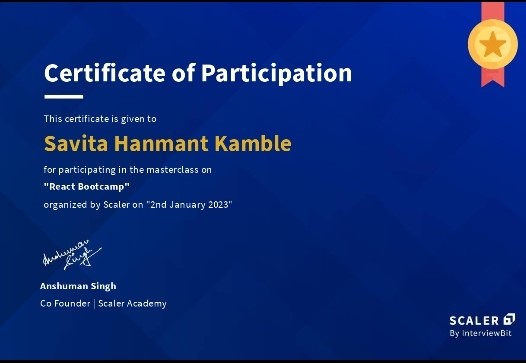 Certificate of Participation
This certificate is given to
Savita Hanmant Kamble
for participating in the masterclass on
"React Bootcamp"
organized by Scaler on "2nd January 2023"
Anshuman Singh
Anshuman Singh
Co Founder | Scaler Academy
SCALER
By InterviewBit